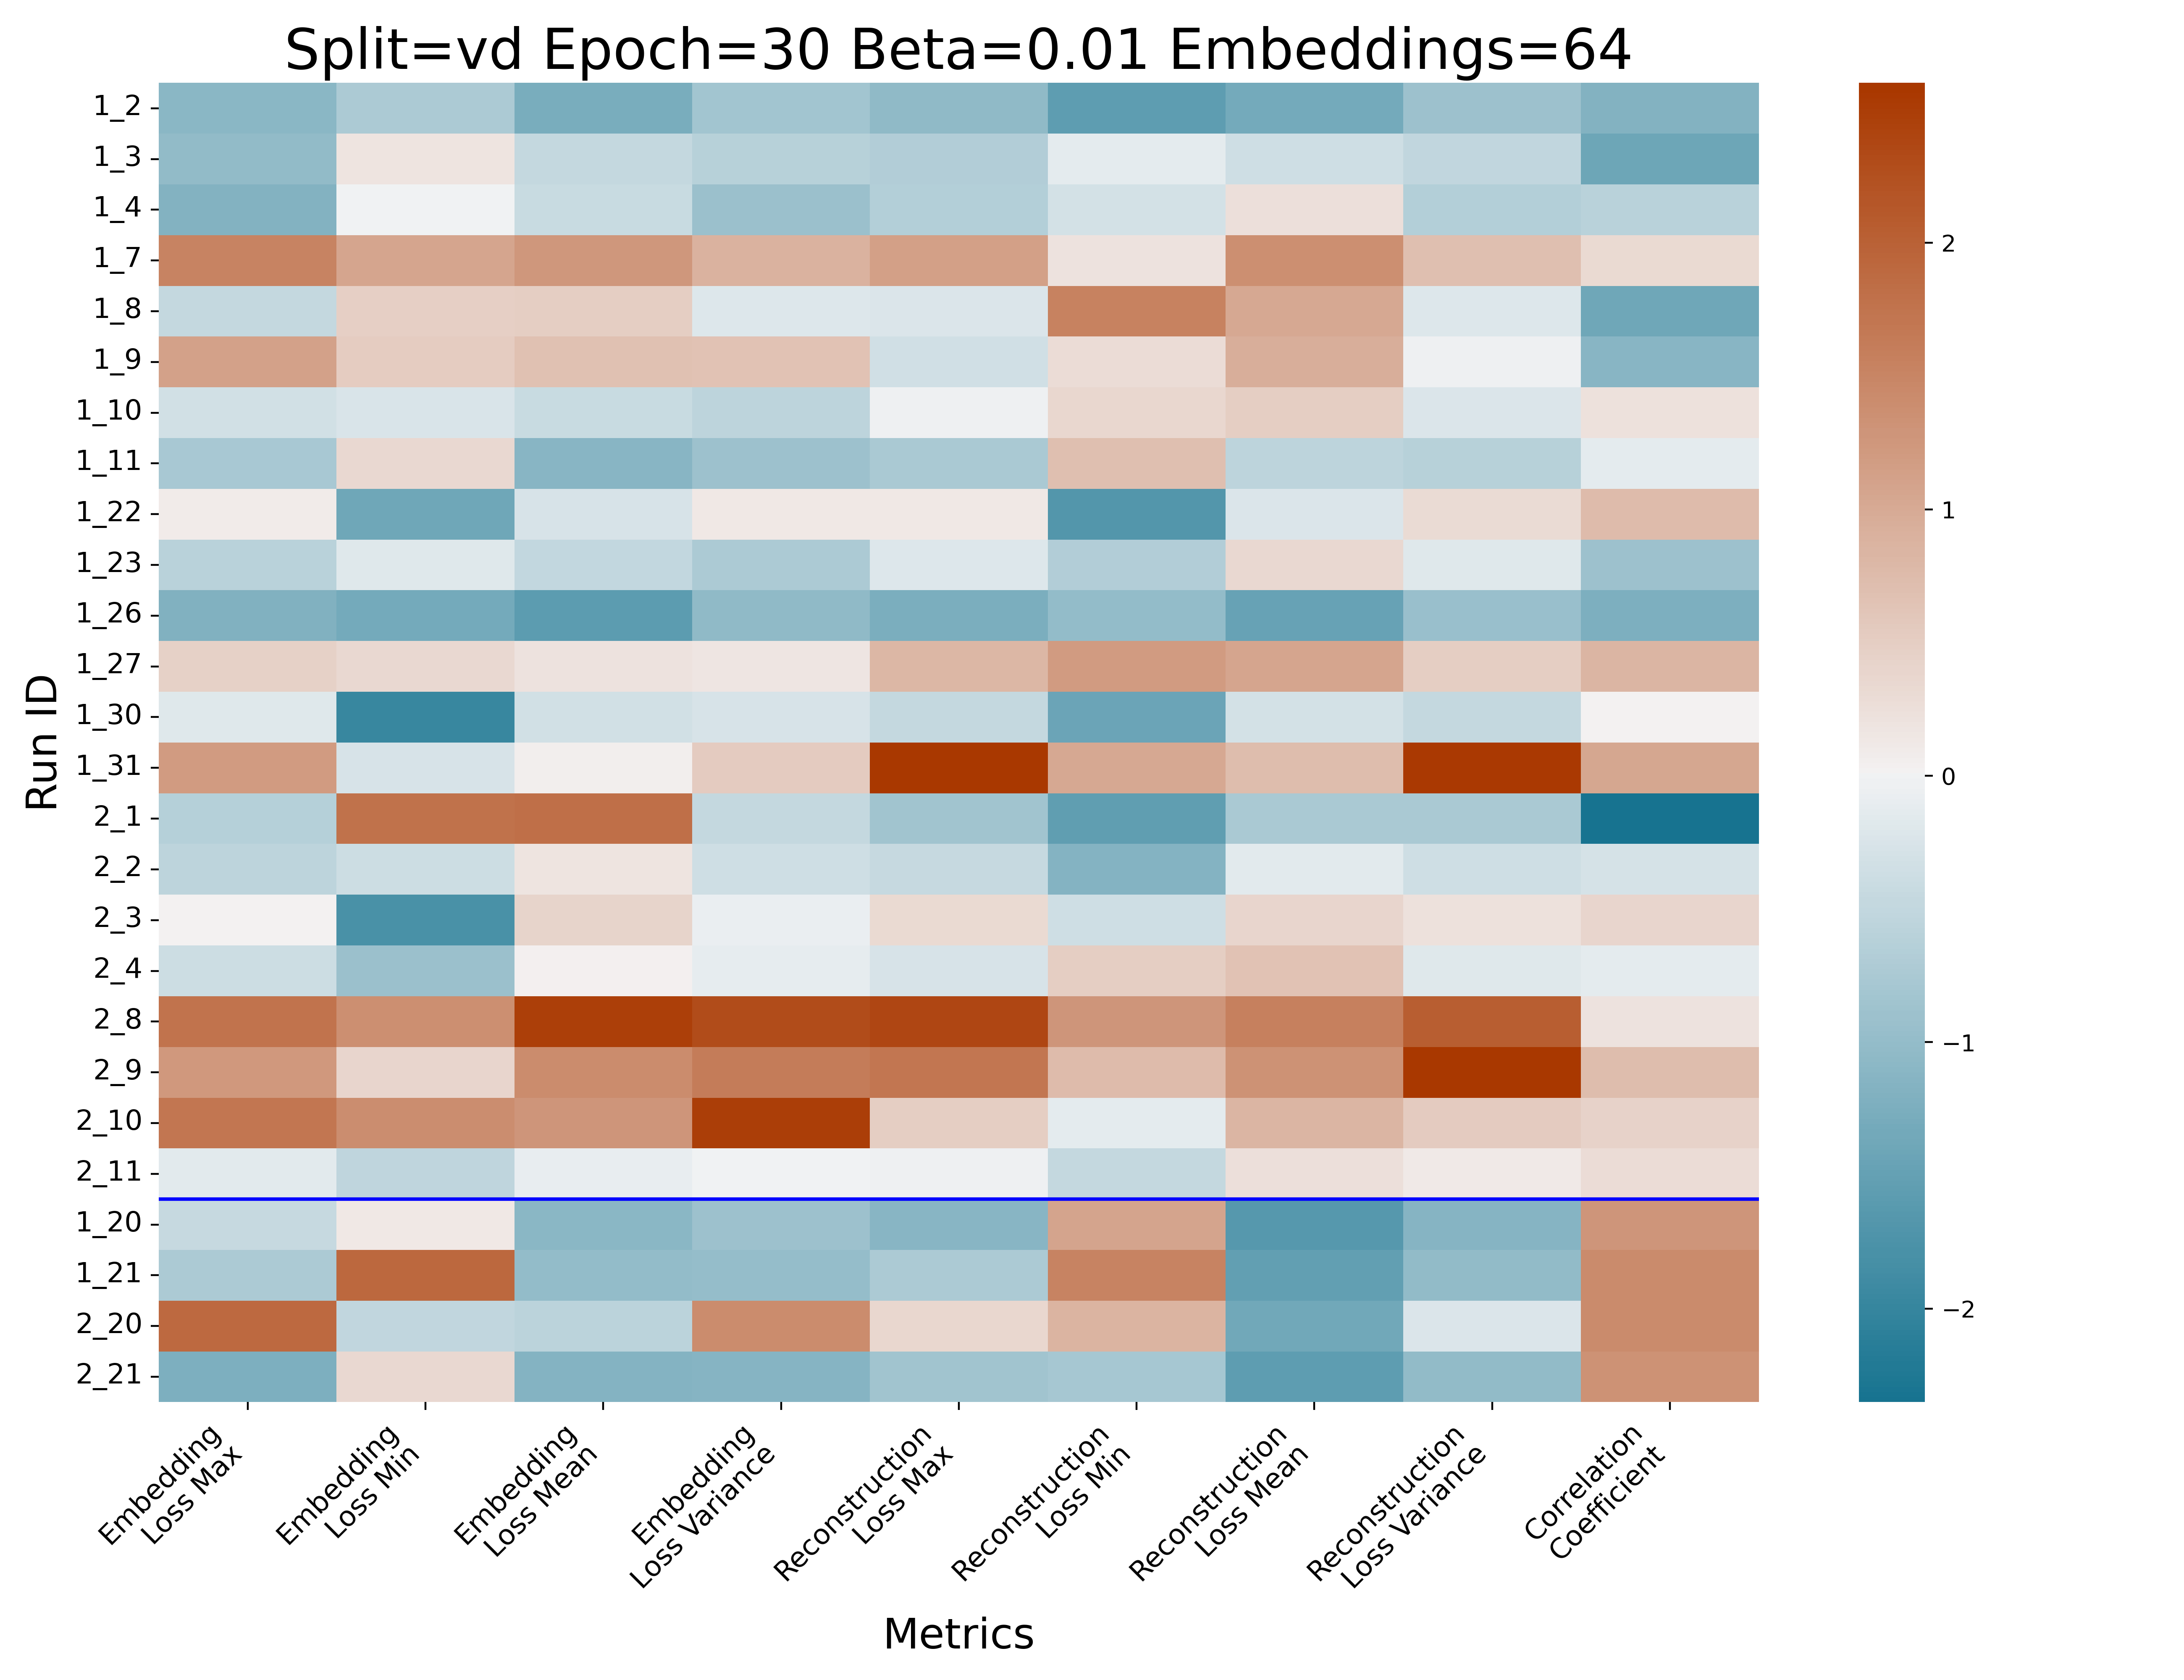 Split=vd Epoch=30 Beta=0.01 Embeddings=64
1_2
1_3
1_4
1_7
1_8
1_9
1_10
1_11
1_22
1_23
1_26
1_27
1_30
1_31
2_1
2_2
2_3
2_4
2_8
2_9
2_10
2_11
1_20
1_21
2_20
2_21
Run ID
Embedding
Loss Max
Embedding
Loss Min
Embedding
Loss Mean
Embedding
Loss Variance
Reconstruction
Loss Max
Reconstruction
Loss Min
Reconstruction
Loss Mean
Reconstruction
Loss Variance
Correlation
Coefficient
Metrics
2
1
0
−1
−2